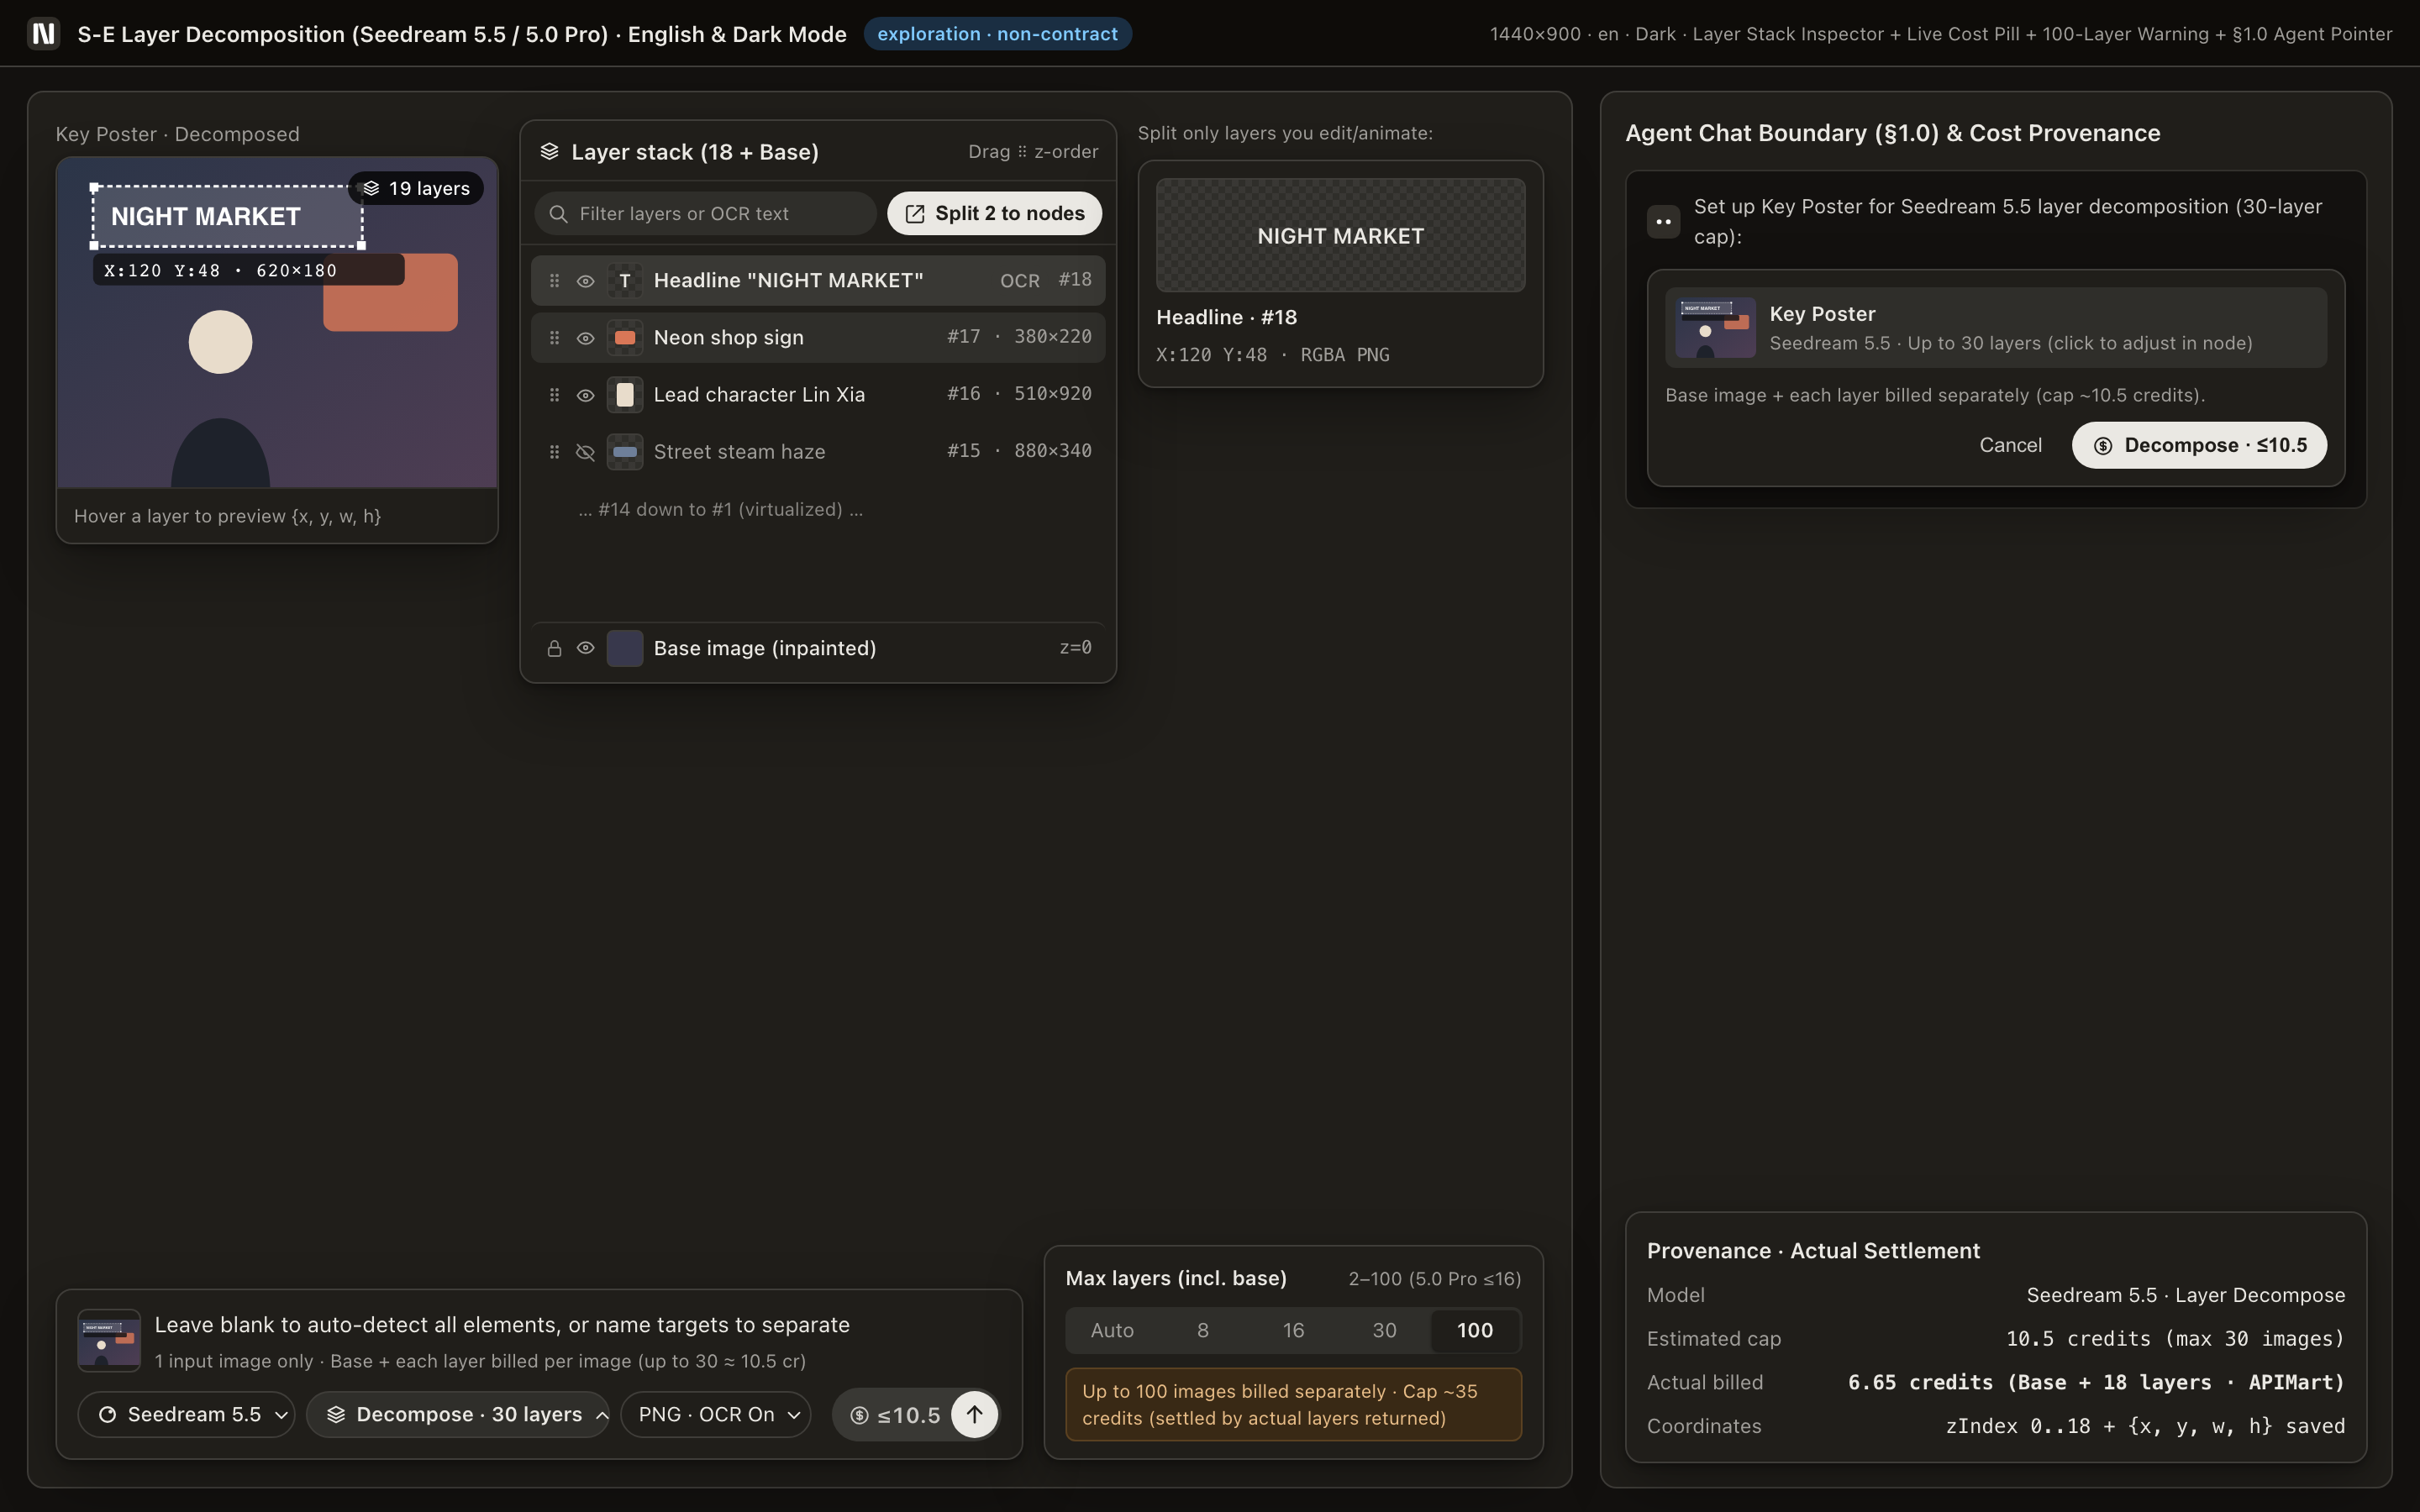 S-E Layer Decomposition (Seedream 5.5 / 5.0 Pro) · English & Dark Mode
exploration · non-contract
1440×900 · en · Dark · Layer Stack Inspector + Live Cost Pill + 100-Layer Warning + §1.0 Agent Pointer
Key Poster · Decomposed
19 layers
NIGHT MARKET
X:120 Y:48 · 620×180
Hover a layer to preview {x, y, w, h}
Layer stack (18 + Base)
Drag ⠿ z-order
Filter layers or OCR text
Split 2 to nodes
T
Headline "NIGHT MARKET"
OCR #18
Neon shop sign
#17 · 380×220
Lead character Lin Xia
#16 · 510×920
Street steam haze
#15 · 880×340
... #14 down to #1 (virtualized) ...
Base image (inpainted)
z=0
Split only layers you edit/animate:
NIGHT MARKET
Headline · #18
X:120 Y:48 · RGBA PNG
Leave blank to auto-detect all elements, or name targets to separate
1 input image only · Base + each layer billed per image (up to 30 ≈ 10.5 cr)
NIGHT MARKET
Seedream 5.5
Decompose · 30 layers
PNG · OCR On
≤10.5
Max layers (incl. base)
2–100 (5.0 Pro ≤16)
Auto
8
16
30
100
Up to 100 images billed separately · Cap ~35
credits (settled by actual layers returned)
Agent Chat Boundary (§1.0) & Cost Provenance
Set up Key Poster for Seedream 5.5 layer decomposition (30-layer
cap):
NIGHT MARKET
Key Poster
Seedream 5.5 · Up to 30 layers (click to adjust in node)
Base image + each layer billed separately (cap ~10.5 credits).
Cancel
Decompose · ≤10.5
Provenance · Actual Settlement
Model
Seedream 5.5 · Layer Decompose
Estimated cap
10.5 credits (max 30 images)
Actual billed
6.65 credits (Base + 18 layers · APIMart)
Coordinates
zIndex 0..18 + {x, y, w, h} saved